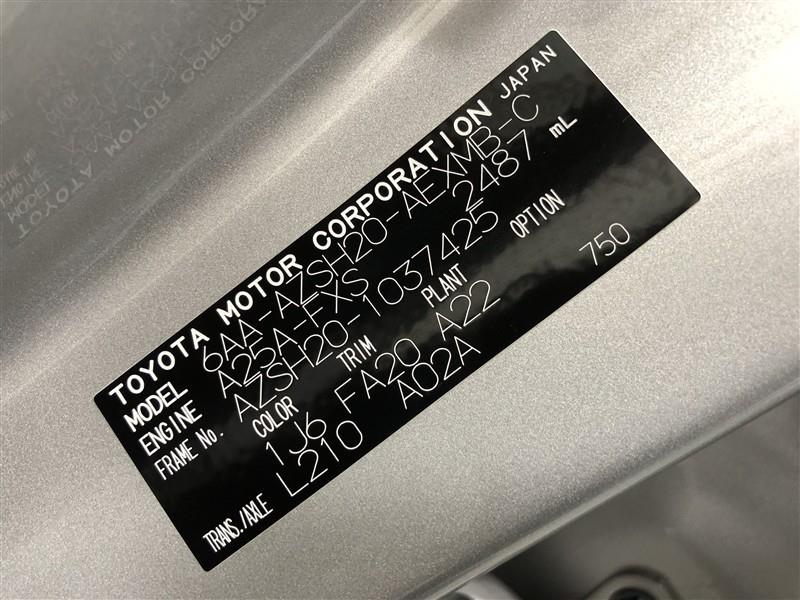 TOYOTA MOTOR CORPORATION JAPAN
MODEL 6AA-AZSH20-AEXMB-C
ENGINE A25A-FXS 2487 mL
FRAME No. AZSH20-1037425
COLOR TRIM PLANT OPTION
1J6 FA20 A22 750
TRANS./AXLE L210 A02A